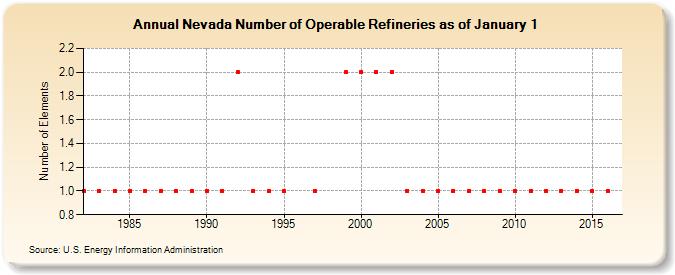 Annual Nevada Number of Operable Refineries as of January 1
Number of Elements
2.2
2.0
1.8
1.6
1.4
1.2
1.0
0.8
1985 1990 1995 2000 2005 2010 2015
Source: U.S. Energy Information Administration